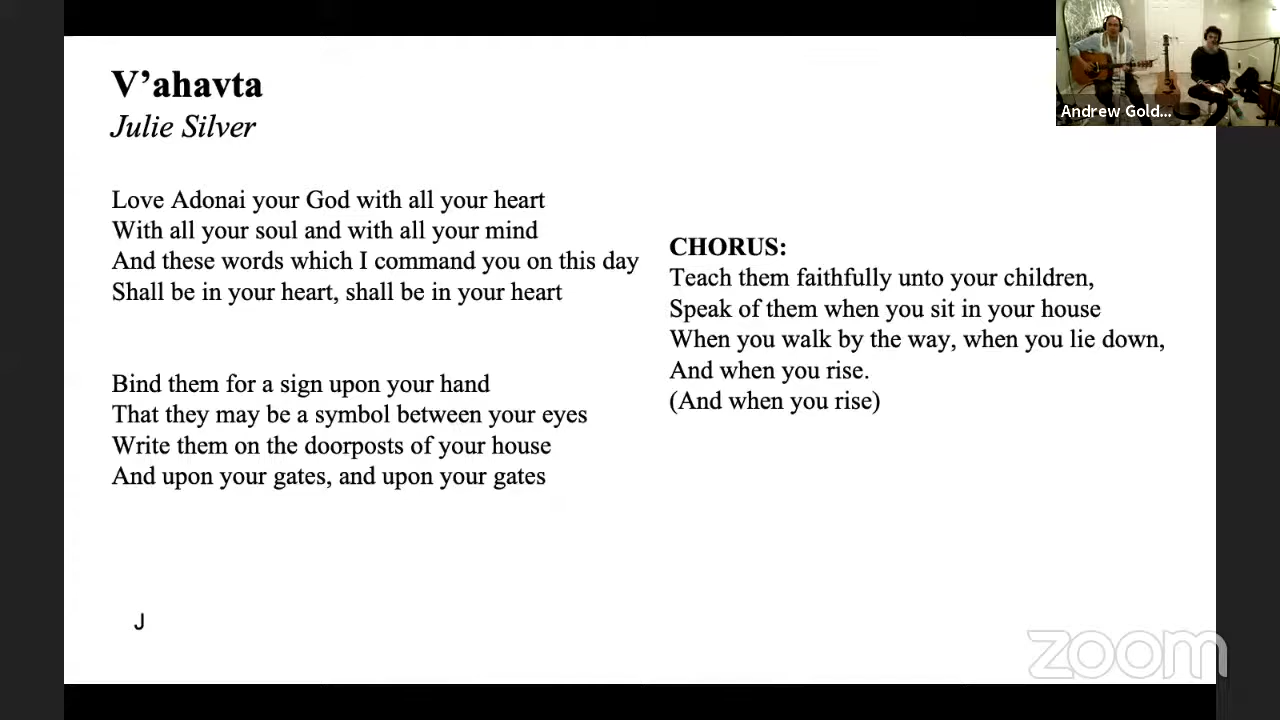 V’ahavta
Julie Silver
Love Adonai your God with all your heart
With all your soul and with all your mind
And these words which I command you on this day
Shall be in your heart, shall be in your heart
Bind them for a sign upon your hand
That they may be a symbol between your eyes
Write them on the doorposts of your house
And upon your gates, and upon your gates
CHORUS:
Teach them faithfully unto your children,
Speak of them when you sit in your house
When you walk by the way, when you lie down,
And when you rise.
(And when you rise)
J
Andrew Gold...
zoom